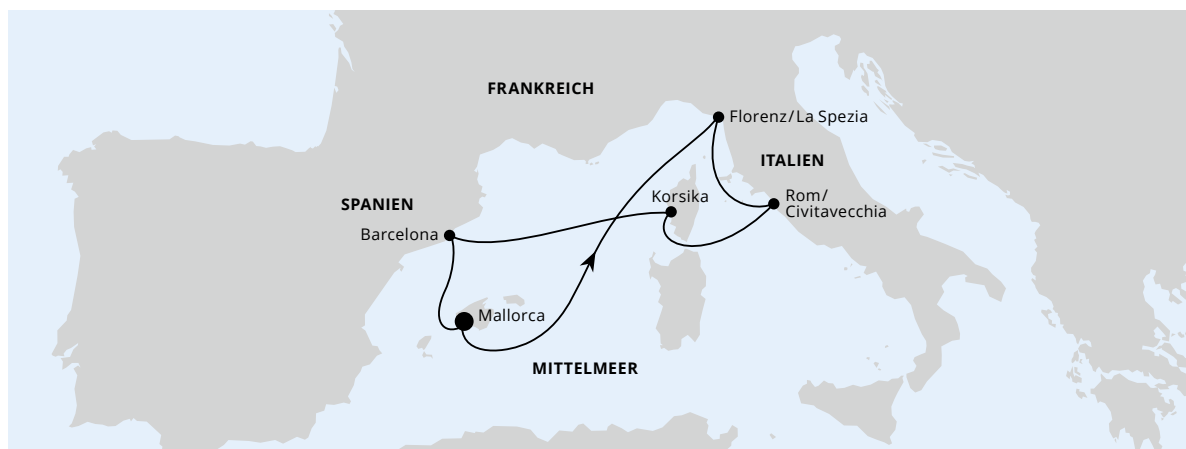 FRANKREICH
Florenz/La Spezia
ITALIEN
Korsika
Rom/
Civitavecchia
SPANIEN
Barcelona
Mallorca
MITTELMEER